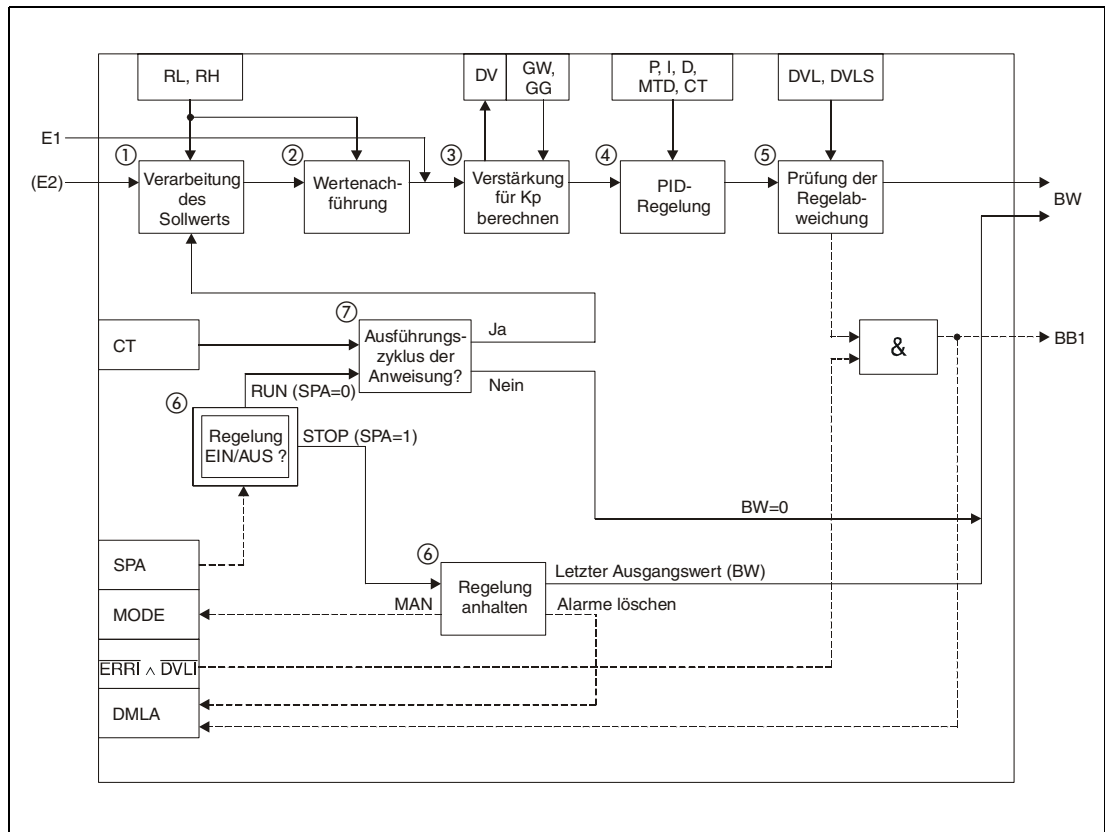 RL, RH
DV
GW,
GG
P, I, D,
MTD, CT
DVL, DVLS
E1
①
②
③
④
⑤
(E2)
Verarbeitung
des
Sollwerts
Wertenach-
führung
Verstärkung
für Kp
berechnen
PID-
Regelung
Prüfung der
Regelab-
weichung
BW
⑦
CT
Ausführungs-
zyklus der
Anweisung?
Ja
Nein
&
BB1
RUN (SPA=0)
⑥
Regelung
EIN/AUS ?
STOP (SPA=1)
BW=0
SPA
⑥
Regelung
anhalten
Letzter Ausgangswert (BW)
MODE
MAN
Alarme löschen
E̅R̅R̅I̅ ∧ D̅V̅L̅I̅
DMLA